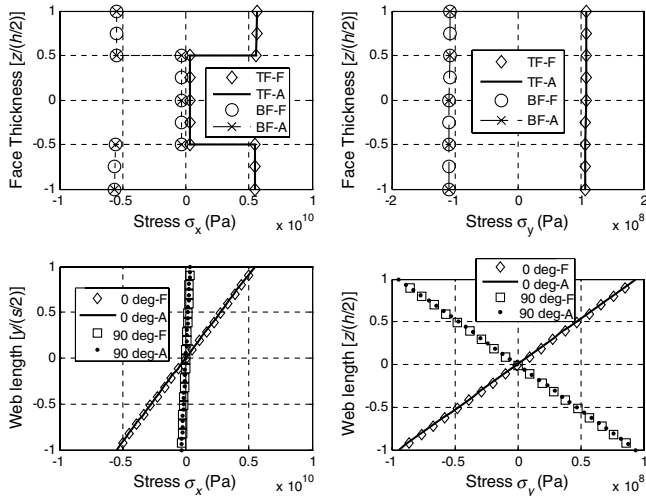 Face Thickness [z/(h/2)]
1
0.5
0
-0.5
-1
-1
-0.5
0
0.5
1
TF-F
TF-A
BF-F
BF-A
Stress σx (Pa)
x 10^10
Face Thickness [z/(h/2)]
1
0.5
0
-0.5
-1
-2
-1
0
1
2
TF-F
TF-A
BF-F
BF-A
Stress σy (Pa)
x 10^8
Web length [y/(s/2)]
1
0.5
0
-0.5
-1
-0.5
0
0.5
1
0 deg-F
0 deg-A
90 deg-F
90 deg-A
Stress σx (Pa)
x 10^10
Web length [z/(h/2)]
1
0.5
0
-0.5
-1
-1
-0.5
0
0.5
1
0 deg-F
0 deg-A
90 deg-F
90 deg-A
Stress σy (Pa)
x 10^8